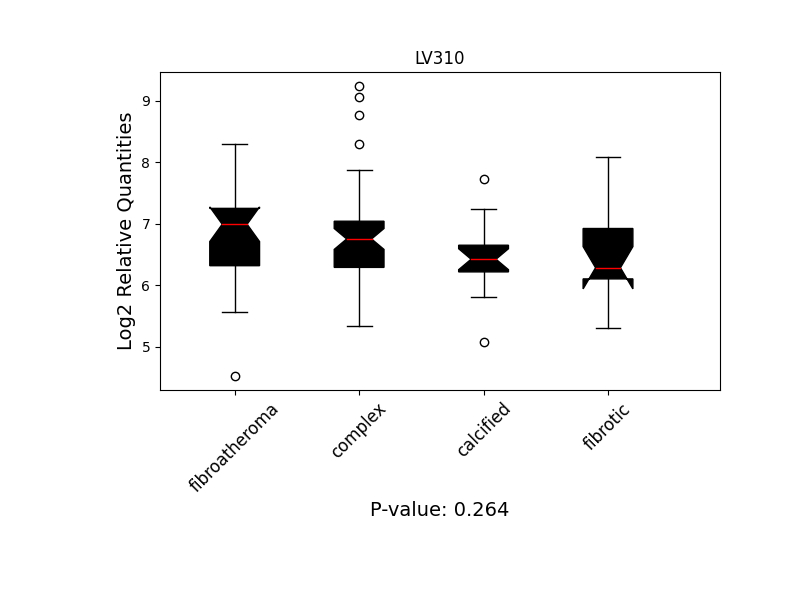 LV310
Log2 Relative Quantities
9
8
7
6
5
fibroatheroma
complex
calcified
fibrotic
P-value: 0.264